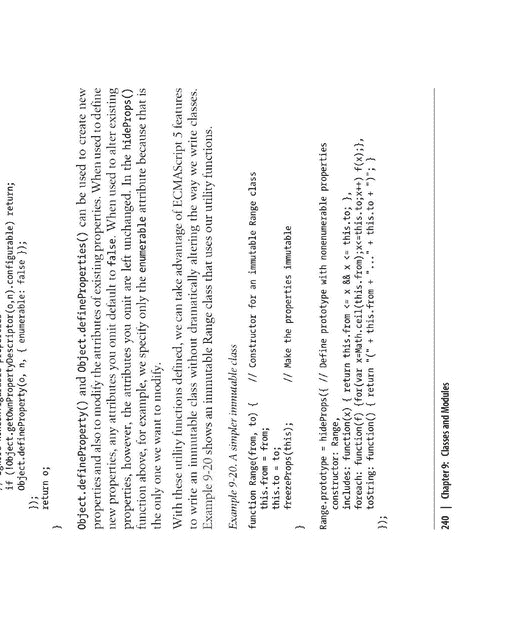 if (!Object.getOwnPropertyDescriptor(o,n).configurable) return;
Object.defineProperty(o, n, { enumerable: false });
});
return o;
}
Object.defineProperty() and Object.defineProperties() can be used to create new
properties and also to modify the attributes of existing properties. When used to define
new properties, any attributes you omit default to false. When used to alter existing
properties, however, the attributes you omit are left unchanged. In the hideProps()
function above, for example, we specify only the enumerable attribute because that is
the only one we want to modify.
With these utility functions defined, we can take advantage of ECMAScript 5 features
to write an immutable class without dramatically altering the way we write classes.
Example 9-20 shows an immutable Range class that uses our utility functions.
Example 9-20. A simpler immutable class
function Range(from, to) { // Constructor for an immutable Range class
this.from = from;
this.to = to;
freezeProps(this); // Make the properties immutable
}
Range.prototype = hideProps({ // Define prototype with nonenumerable properties
constructor: Range,
includes: function(x) { return this.from <= x && x <= this.to; },
foreach: function(f) {for(var x=Math.ceil(this.from);x<=this.to;x++) f(x);},
toString: function() { return "(" + this.from + "..." + this.to + ")"; }
});
240 | Chapter 9: Classes and Modules